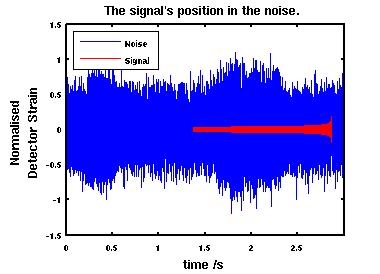 The signal's position in the noise.
1.5
Noise
Signal
1
0.5
0
-0.5
-1
-1.5
Normalised
Detector Strain
0 0.5 1 1.5 2 2.5
time /s